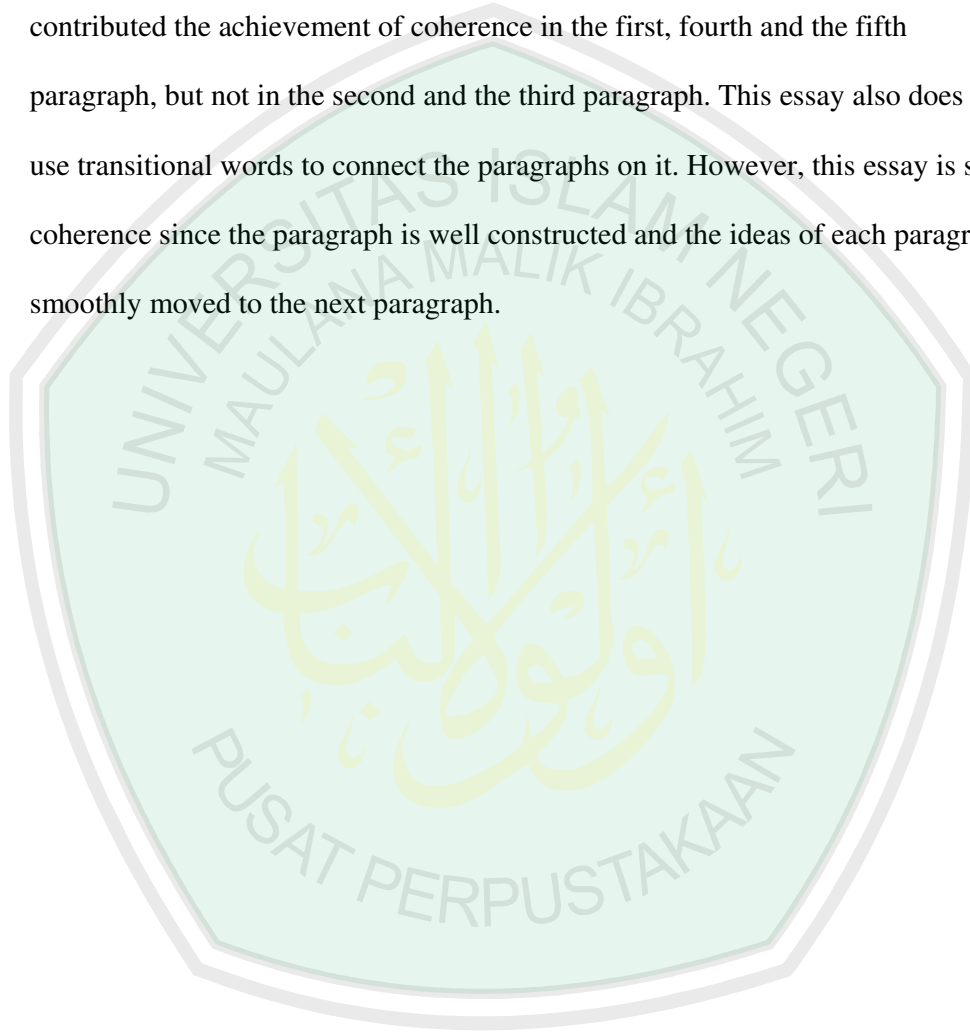 contributed the achievement of coherence in the first, fourth and the fifth
paragraph, but not in the second and the third paragraph. This essay also does
use transitional words to connect the paragraphs on it. However, this essay is
coherence since the paragraph is well constructed and the ideas of each
smoothly moved to the next paragraph.
UNIVERSITAS ISLAM NEGERI
MAULANA MALIK IBRAHIM
أولوا الألباب
PUSAT PERPUSTAKAAN